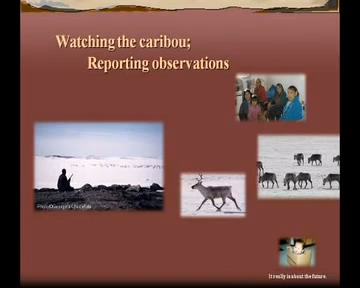 Watching the caribou;
Reporting observations
It really is about the future.